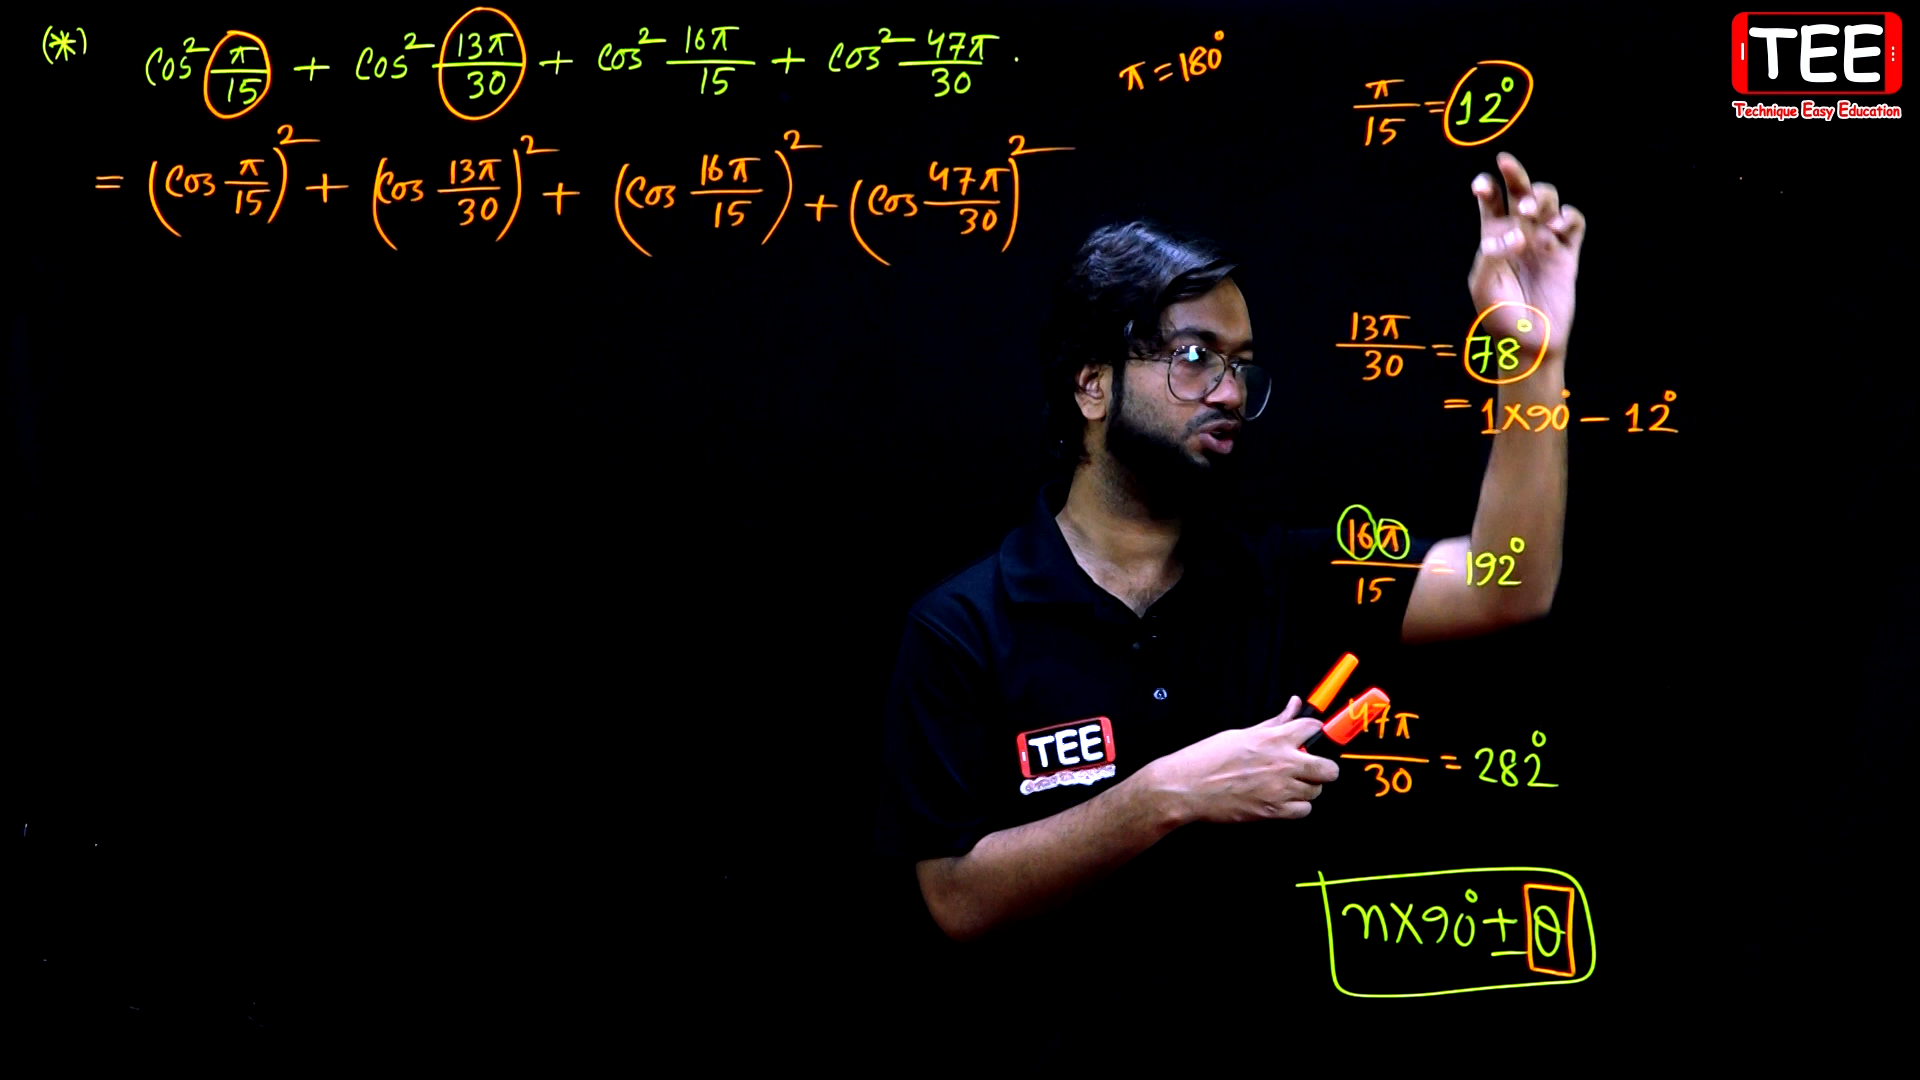 (*) cos² π/15 + cos² 13π/30 + cos² 16π/15 + cos² 47π/30 .
= (cos π/15)² + (cos 13π/30)² + (cos 16π/15)² + (cos 47π/30)²
π = 180°
π/15 = 12°
13π/30 = 78°
= 1×90° − 12°
16π/15 = 192°
47π/30 = 282°
n×90° ± θ
TEE
Technique Easy Education
TEE